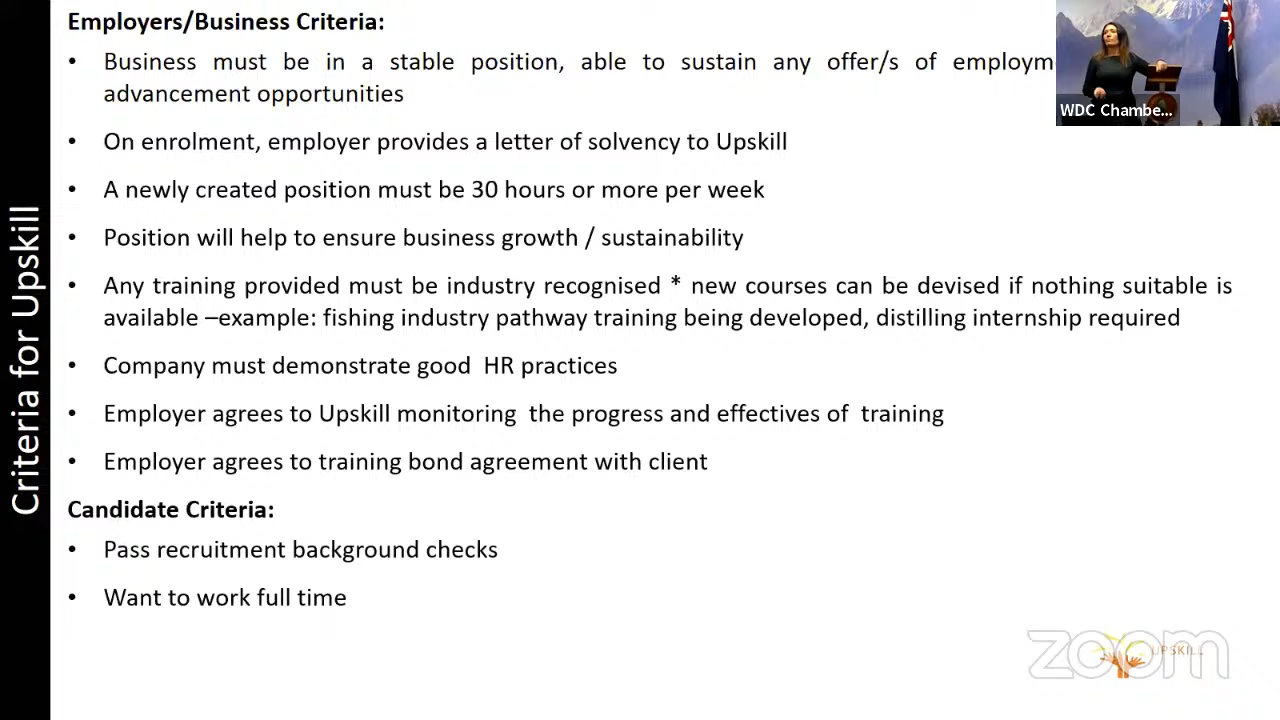 Criteria for Upskill
Employers/Business Criteria:
• Business must be in a stable position, able to sustain any offer/s of
advancement opportunities
• On enrolment, employer provides a letter of solvency to Upskill
• A newly created position must be 30 hours or more per week
• Position will help to ensure business growth / sustainability
• Any training provided must be industry recognised * new courses can be devised if nothing suitable is
available –example: fishing industry pathway training being developed, distilling internship required
• Company must demonstrate good  HR practices
• Employer agrees to Upskill monitoring  the progress and effectives of  training
• Employer agrees to training bond agreement with client
Candidate Criteria:
• Pass recruitment background checks
• Want to work full time
WDC Chambe...
zoom
UPSKILL